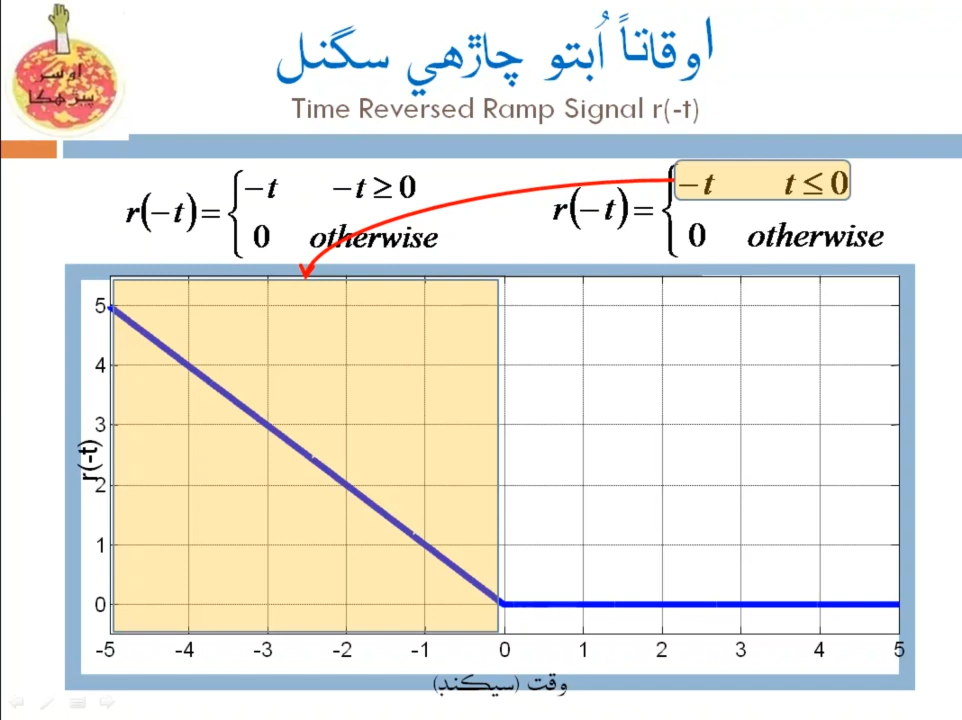 اوقاتاً اُبتو چاڙهي سگنل
Time Reversed Ramp Signal r(-t)
r(−t) = { −t −t ≥ 0
0 otherwise
r(−t) = { −t t ≤ 0
0 otherwise
r(-t)
5
4
3
2
1
0
-5 -4 -3 -2 -1 0 1 2 3 4 5
وقت (سيڪنڊ)